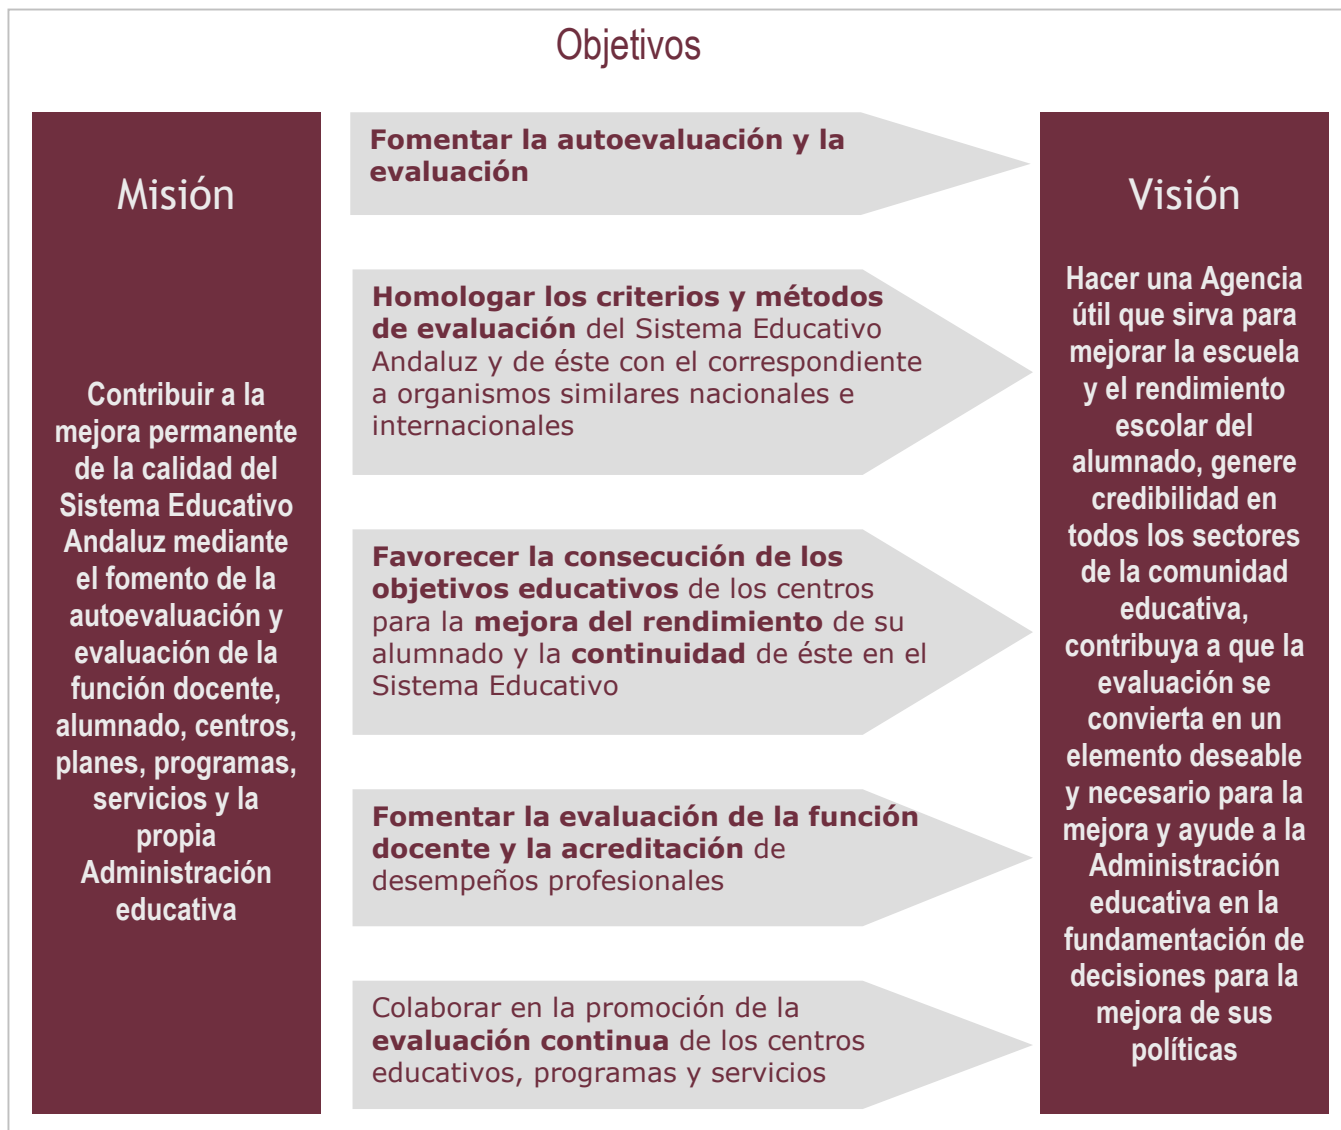 Objetivos
Misión
Contribuir a la
mejora permanente
de la calidad del
Sistema Educativo
Andaluz mediante
el fomento de la
autoevaluación y
evaluación de la
función docente,
alumnado, centros,
planes, programas,
servicios y la
propia
Administración
educativa
Fomentar la autoevaluación y la
evaluación
Homologar los criterios y métodos
de evaluación del Sistema Educativo
Andaluz y de éste con el correspondiente
a organismos similares nacionales e
internacionales
Favorecer la consecución de los
objetivos educativos de los centros
para la mejora del rendimiento de su
alumnado y la continuidad de éste en el
Sistema Educativo
Fomentar la evaluación de la función
docente y la acreditación de
desempeños profesionales
Colaborar en la promoción de la
evaluación continua de los centros
educativos, programas y servicios
Visión
Hacer una Agencia
útil que sirva para
mejorar la escuela
y el rendimiento
escolar del
alumnado, genere
credibilidad en
todos los sectores
de la comunidad
educativa,
contribuya a que la
evaluación se
convierta en un
elemento deseable
y necesario para la
mejora y ayude a la
Administración
educativa en la
fundamentación de
decisiones para la
mejora de sus
políticas